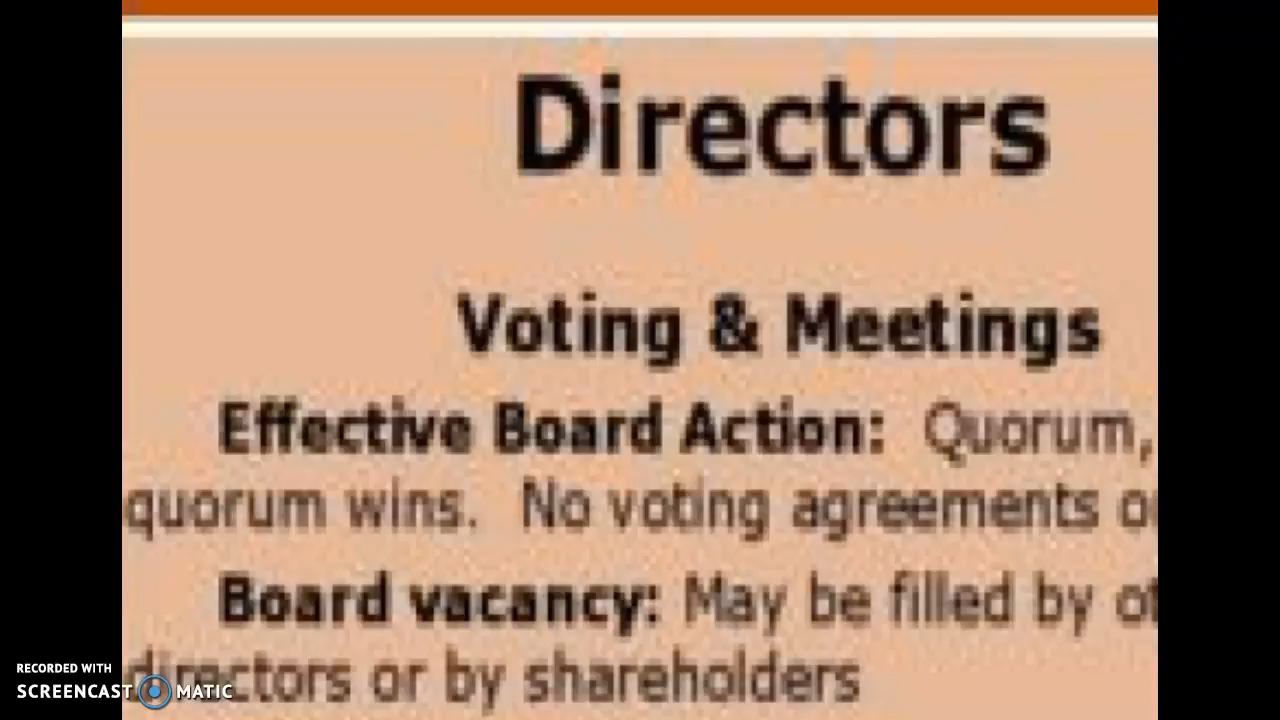 Directors
Voting & Meetings
Effective Board Action: Quorum,
quorum wins. No voting agreements
Board vacancy: May be filled by
directors or by shareholders
RECORDED WITH
SCREENCAST MATIC